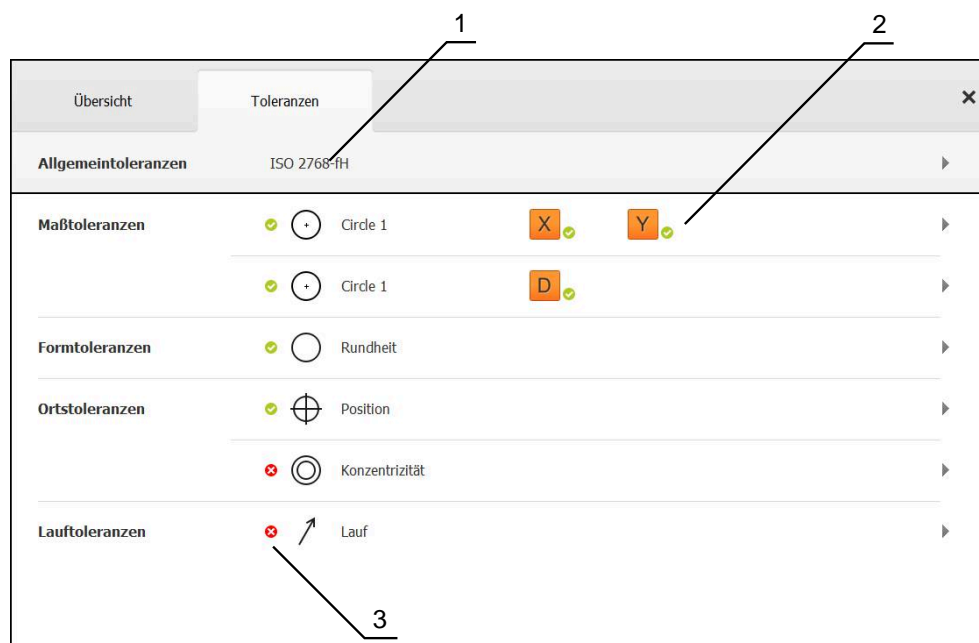 1
2
Übersicht
Toleranzen
Allgemeintoleranzen ISO 2768-fH
Maßtoleranzen Circle 1 X Y
Circle 1 D
Formtoleranzen Rundheit
Ortstoleranzen Position
Konzentrizität
Lauftoleranzen Lauf
3